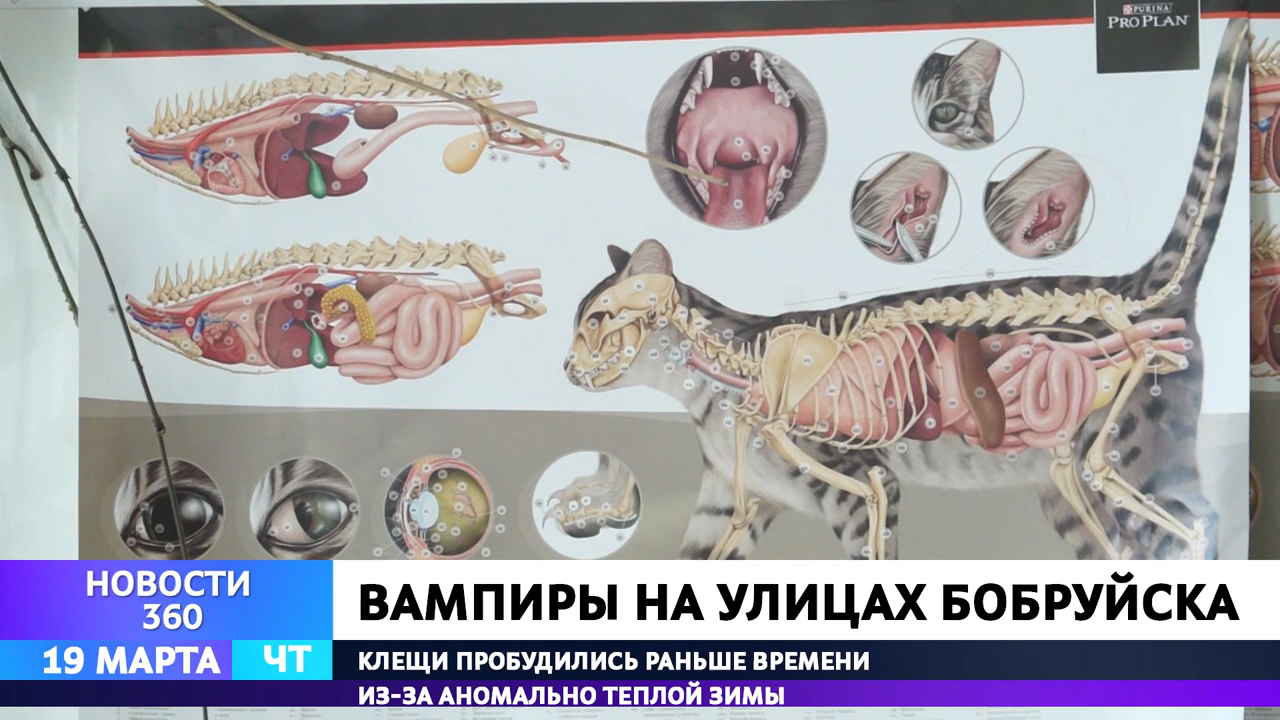 PURINA
PRO PLAN
НОВОСТИ
360
ВАМПИРЫ НА УЛИЦАХ БОБРУЙСКА
19 МАРТА ЧТ
КЛЕЩИ ПРОБУДИЛИСЬ РАНЬШЕ ВРЕМЕНИ
ИЗ-ЗА АНОМАЛЬНО ТЕПЛОЙ ЗИМЫ